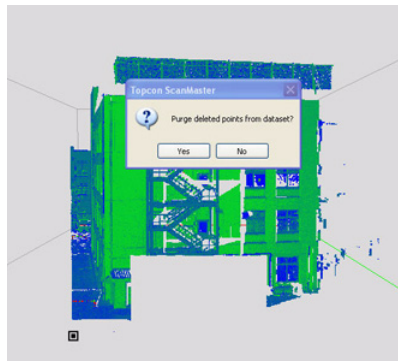 Topcon ScanMaster
Purge deleted points from dataset?
Yes No